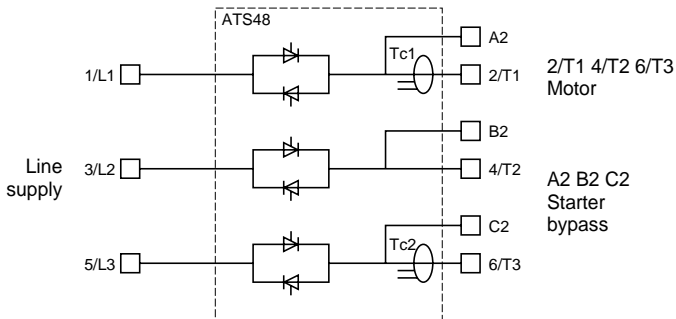 ATS48
A2
Tc1
1/L1
2/T1
2/T1 4/T2 6/T3
Motor
B2
Line
supply
3/L2
4/T2
A2 B2 C2
Starter
bypass
C2
Tc2
5/L3
6/T3